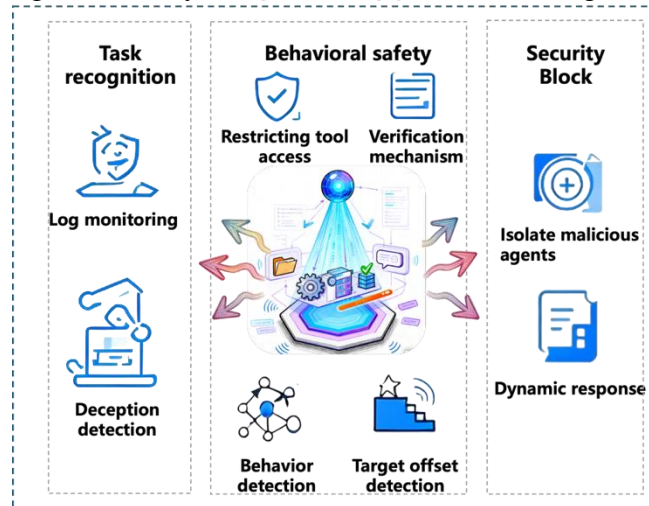 Task
recognition
Log monitoring
Deception
detection
Behavioral safety
Restricting tool
access
Verification
mechanism
Behavior
detection
Target offset
detection
Security
Block
Isolate malicious
agents
Dynamic response